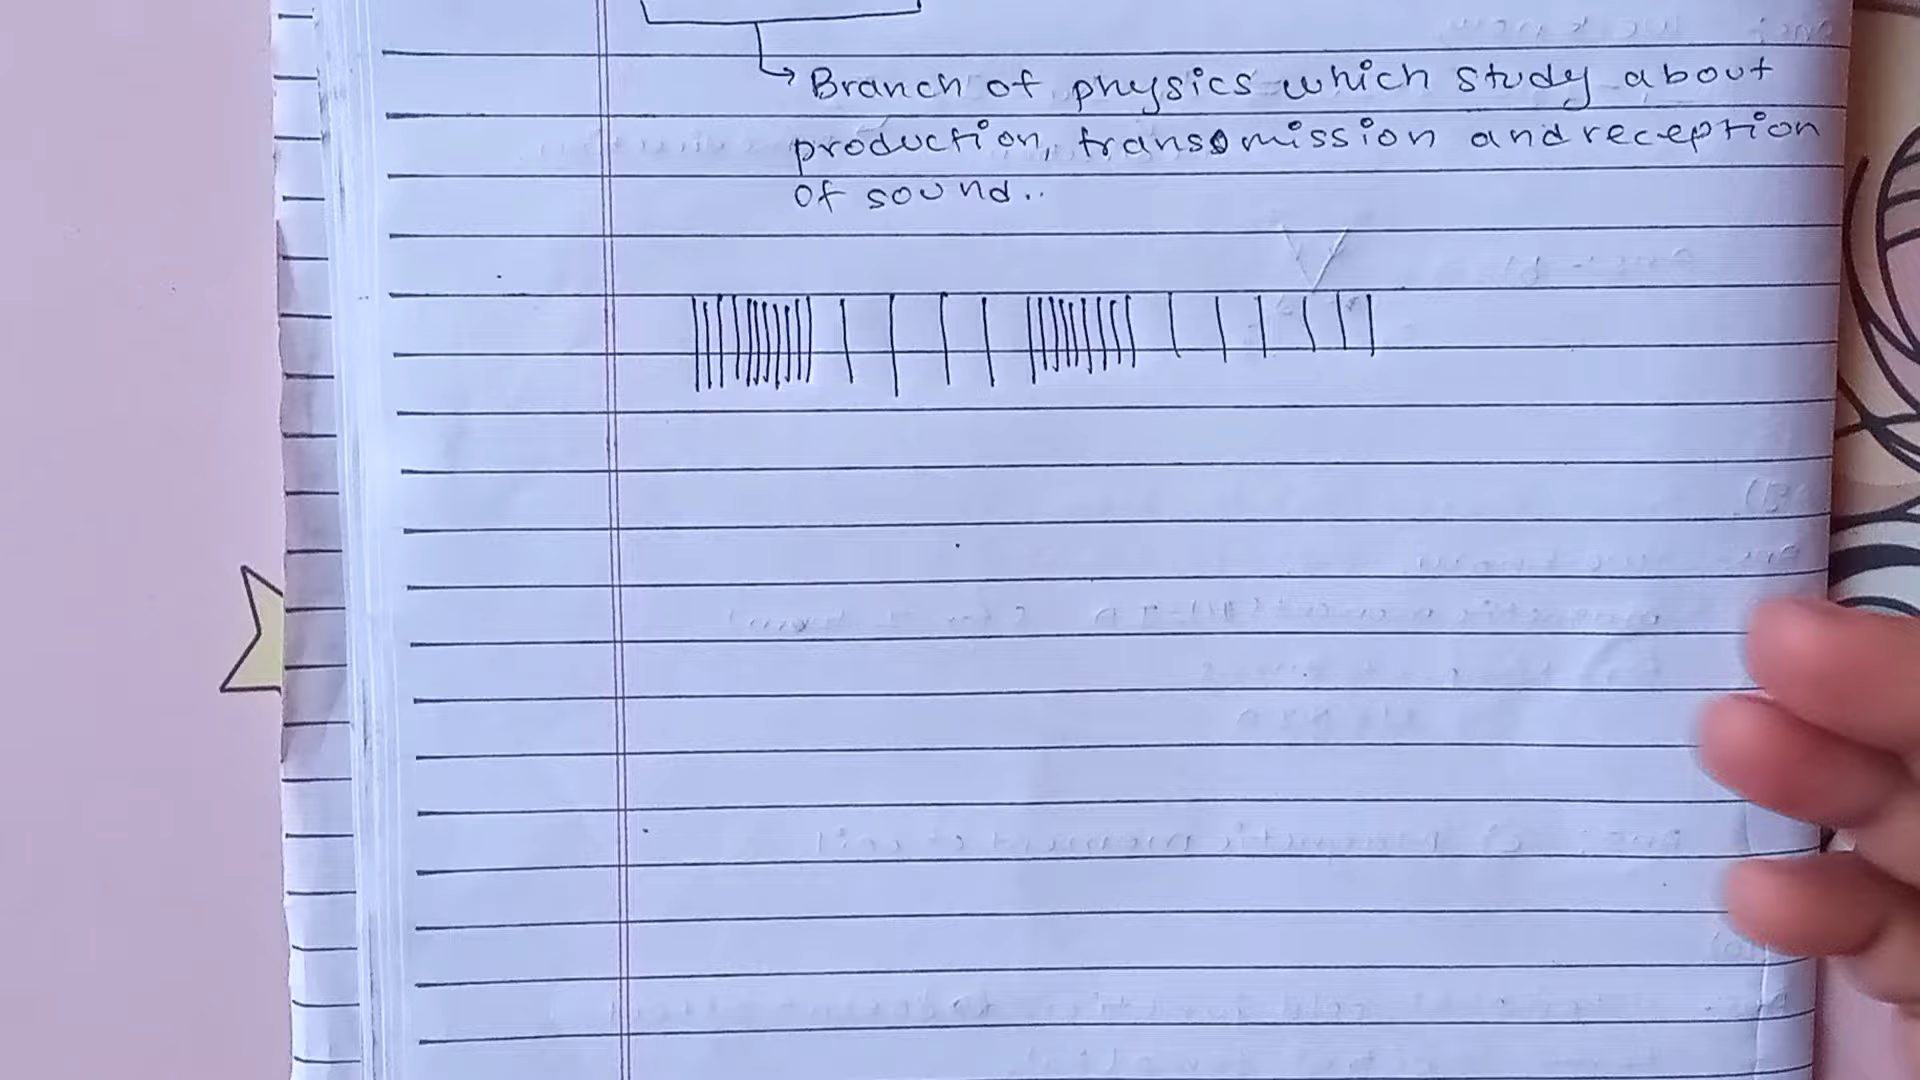 Branch of physics which study about
production, transmission and reception
of sound..